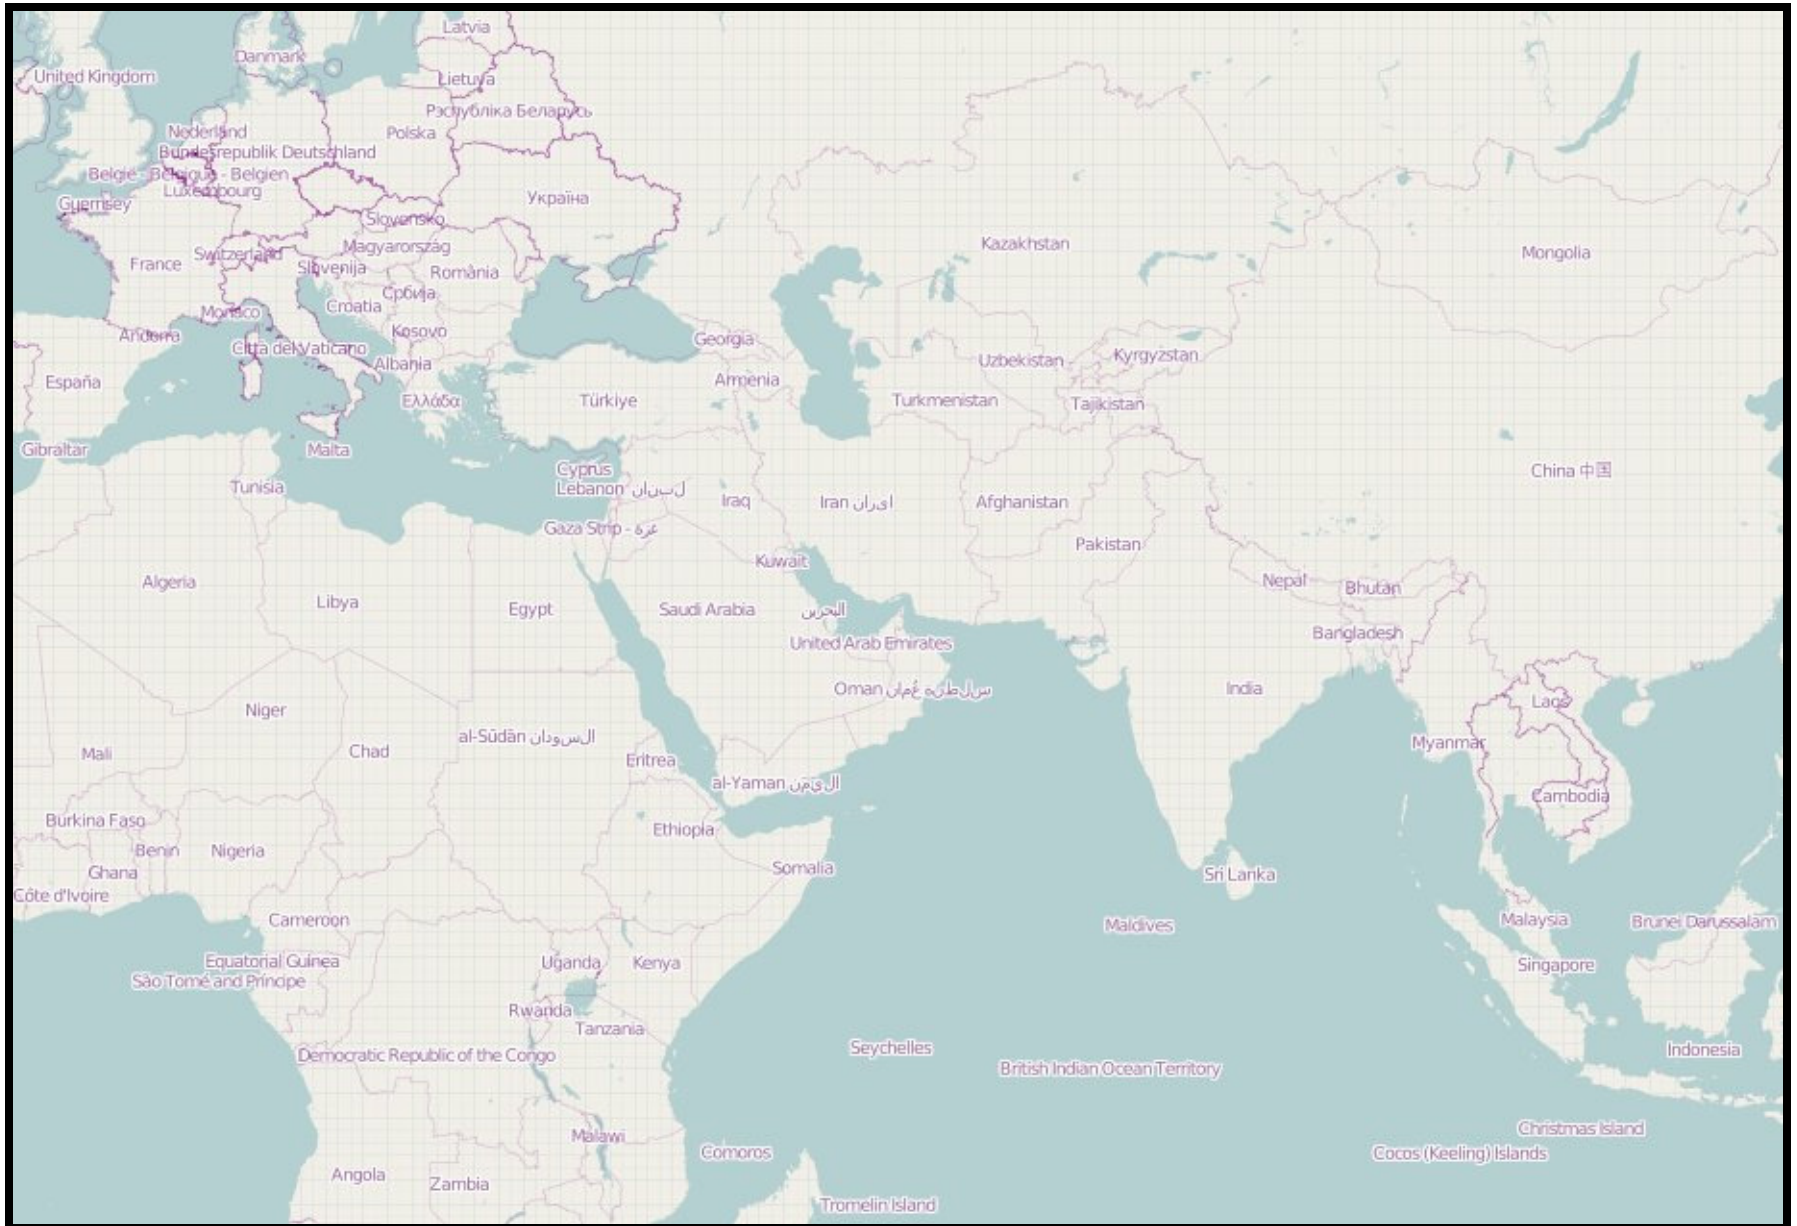 Latvia
Danmark
United Kingdom
Lietuva
Рэспубліка Беларусь
Nederland
Polska
Bundesrepublik Deutschland
België - Belgique - Belgien
Luxembourg
Guernsey
Україна
Slovensko
Magyarország
Switzerland
France
Slovenija
România
Kazakhstan
Mongolia
Србија
Croatia
Monaco
Kosovo
Andorra
Georgia
Città del Vaticano
Albania
Uzbekistan
Kyrgyzstan
España
Armenia
Ελλάδα
Türkiye
Turkmenistan
Tajikistan
Gibraltar
Malta
Cyprus
China 中国
Tunisia
Lebanon لبنان
Iraq
Iran ایران
Afghanistan
Gaza Strip - غزة
Pakistan
Kuwait
Algeria
Nepal
Bhutan
Libya
Egypt
Saudi Arabia
البحرين
Bangladesh
United Arab Emirates
Oman سلطنة عُمان
India
Laos
Niger
al-Sūdān السودان
Myanmar
Mali
Chad
Eritrea
al-Yaman اليَمَن
Cambodia
Burkina Faso
Ethiopia
Benin
Nigeria
Ghana
Somalia
Sri Lanka
Côte d'Ivoire
Cameroon
Maldives
Malaysia
Brunei Darussalam
Equatorial Guinea
Uganda
Kenya
Singapore
São Tomé and Príncipe
Rwanda
Tanzania
Seychelles
Indonesia
Democratic Republic of the Congo
British Indian Ocean Territory
Christmas Island
Malawi
Comoros
Cocos (Keeling) Islands
Angola
Zambia
Tromelin Island